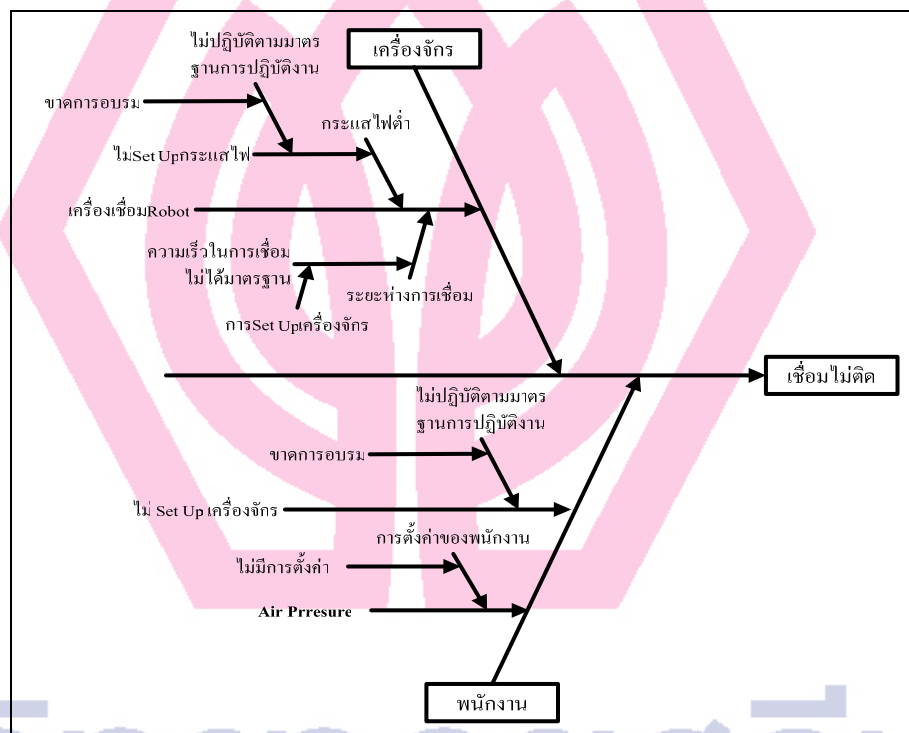 ไม่ปฏิบัติตามมาตร
ฐานการปฏิบัติงาน
เครื่องจักร
ขาดการอบรม
กระแสไฟต่ำ
ไม่Set Upกระแสไฟ
เครื่องเชื่อมRobot
ความเร็วในการเชื่อม
ไม่ได้มาตรฐาน
ระยะห่างการเชื่อม
การSet Upเครื่องจักร
เชื่อมไม่ติด
ไม่ปฏิบัติตามมาตร
ฐานการปฏิบัติงาน
ขาดการอบรม
ไม่ Set Up เครื่องจักร
การตั้งค่าของพนักงาน
ไม่มีการตั้งค่า
Air Prresure
พนักงาน